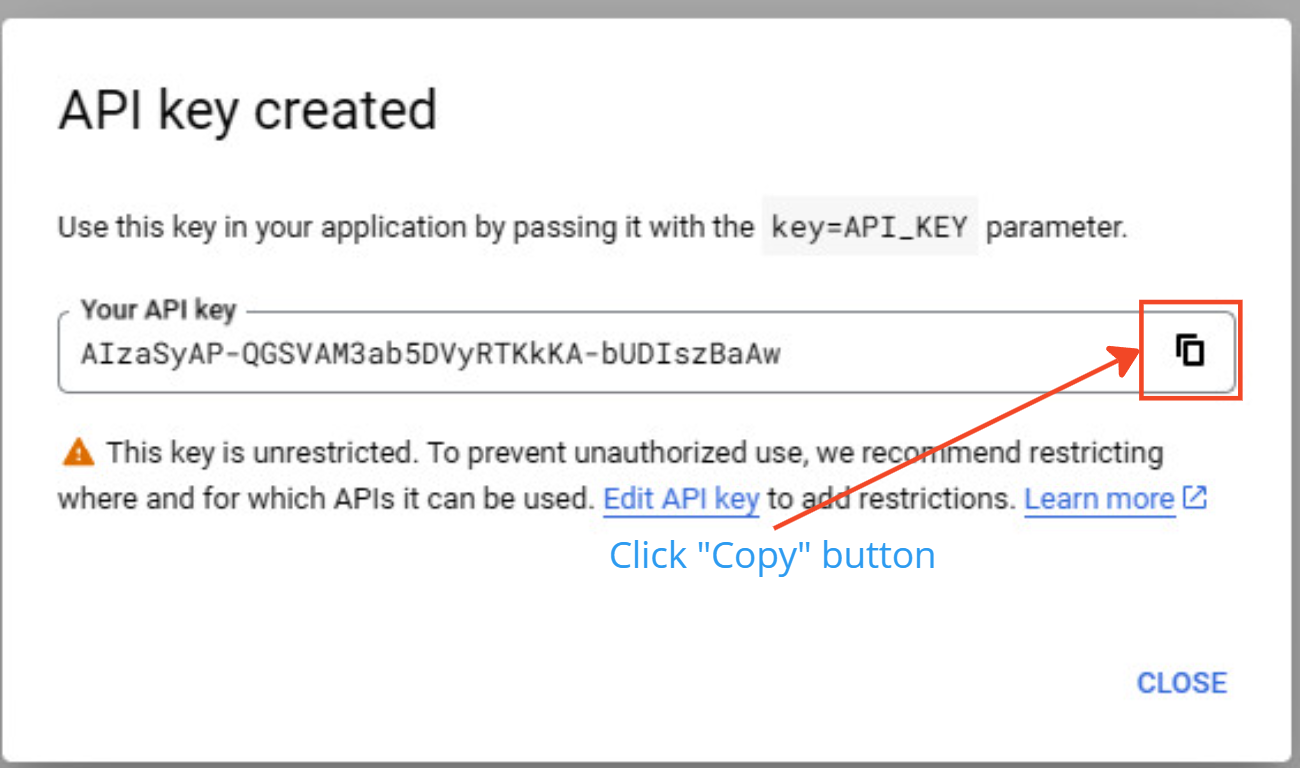 API key created
Use this key in your application by passing it with the key=API_KEY parameter.
Your API key
AIzaSyAP-QGSVAM3ab5DVyRTKkKA-bUDIszBaAw
This key is unrestricted. To prevent unauthorized use, we recommend restricting
where and for which APIs it can be used. Edit API key to add restrictions. Learn more
Click "Copy" button
CLOSE